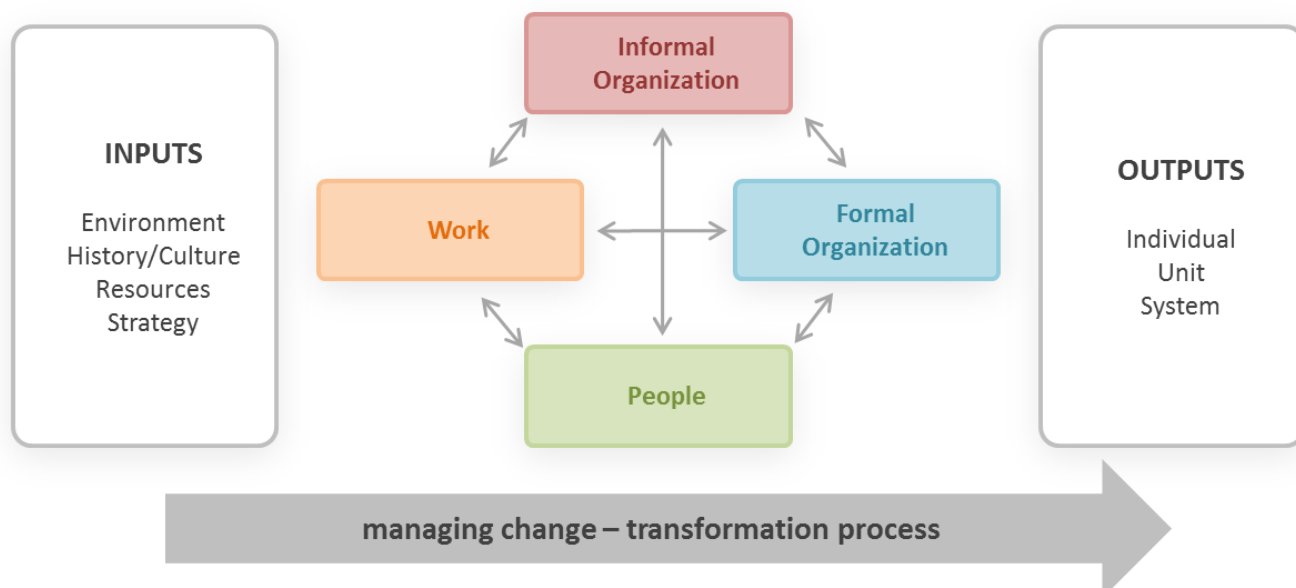 INPUTS
Environment
History/Culture
Resources
Strategy
Informal
Organization
Work
Formal
Organization
People
OUTPUTS
Individual
Unit
System
managing change – transformation process